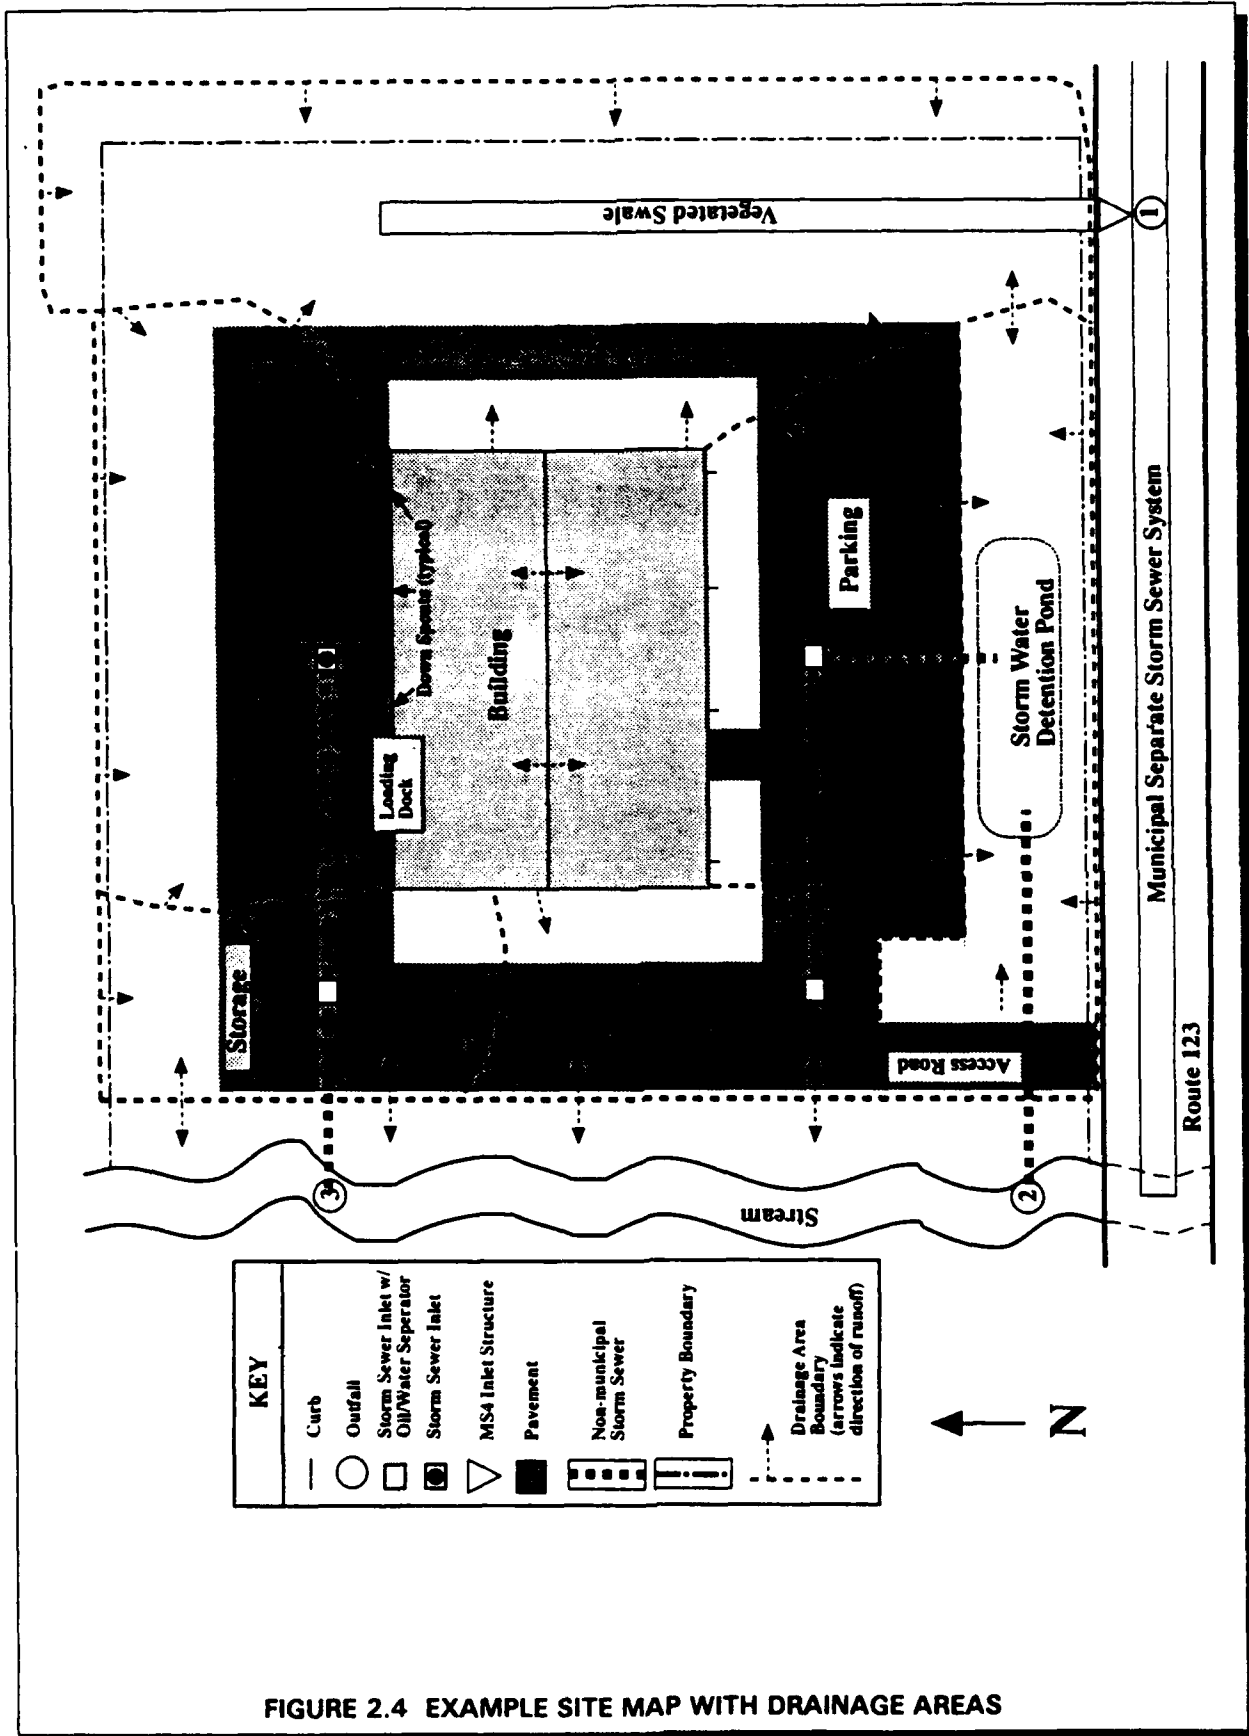 Vegetated Swale
1
Down Spouts (typical)
Building
Loading
Dock
Parking
Storm Water
Detention Pond
Municipal Separate Storm Sewer System
Storage
Access Road
Route 123
3
2
Stream
KEY
Curb
Outfall
Storm Sewer Inlet w/
Oil/Water Seperator
Storm Sewer Inlet
MS4 Inlet Structure
Pavement
Non-municipal
Storm Sewer
Property Boundary
Drainage Area
Boundary
(arrows indicate
direction of runoff)
N
FIGURE 2.4 EXAMPLE SITE MAP WITH DRAINAGE AREAS